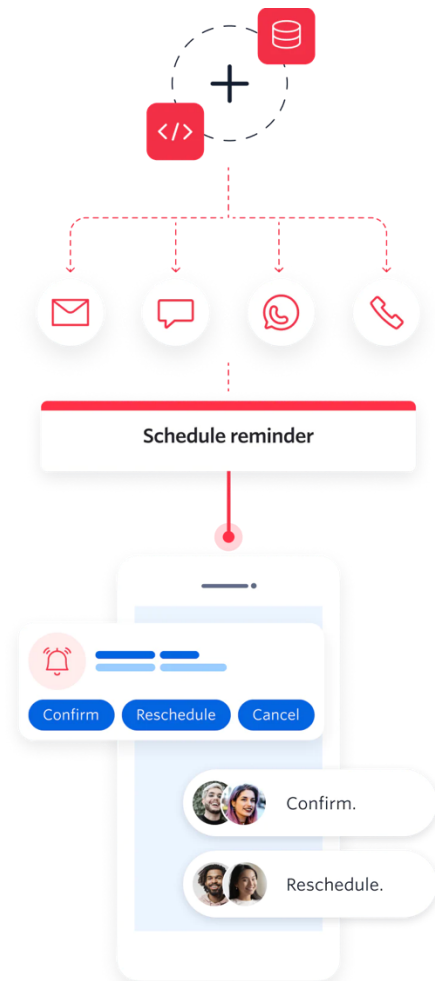 Schedule reminder
Confirm
Reschedule
Cancel
Confirm.
Reschedule.